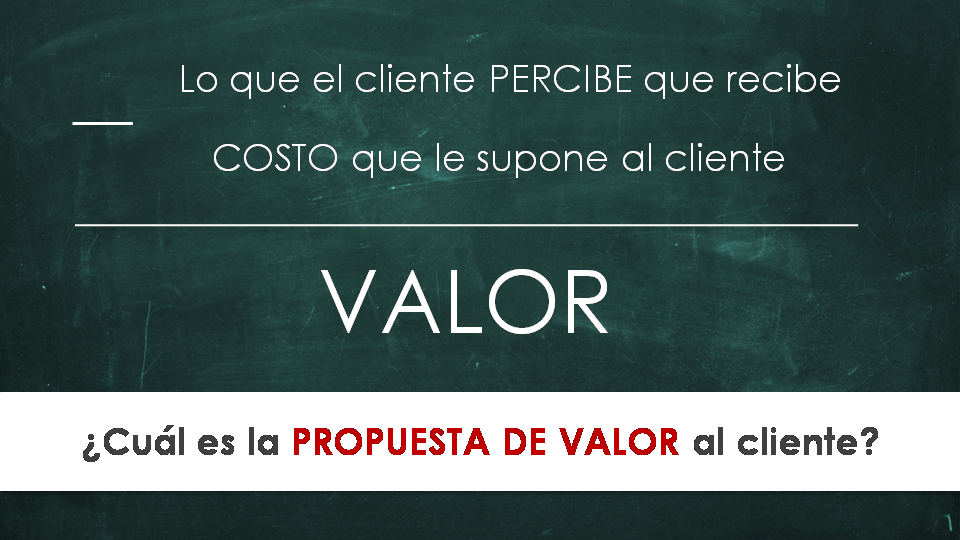 Lo que el cliente PERCIBE que recibe
COSTO que le supone al cliente
VALOR
¿Cuál es la PROPUESTA DE VALOR al cliente?